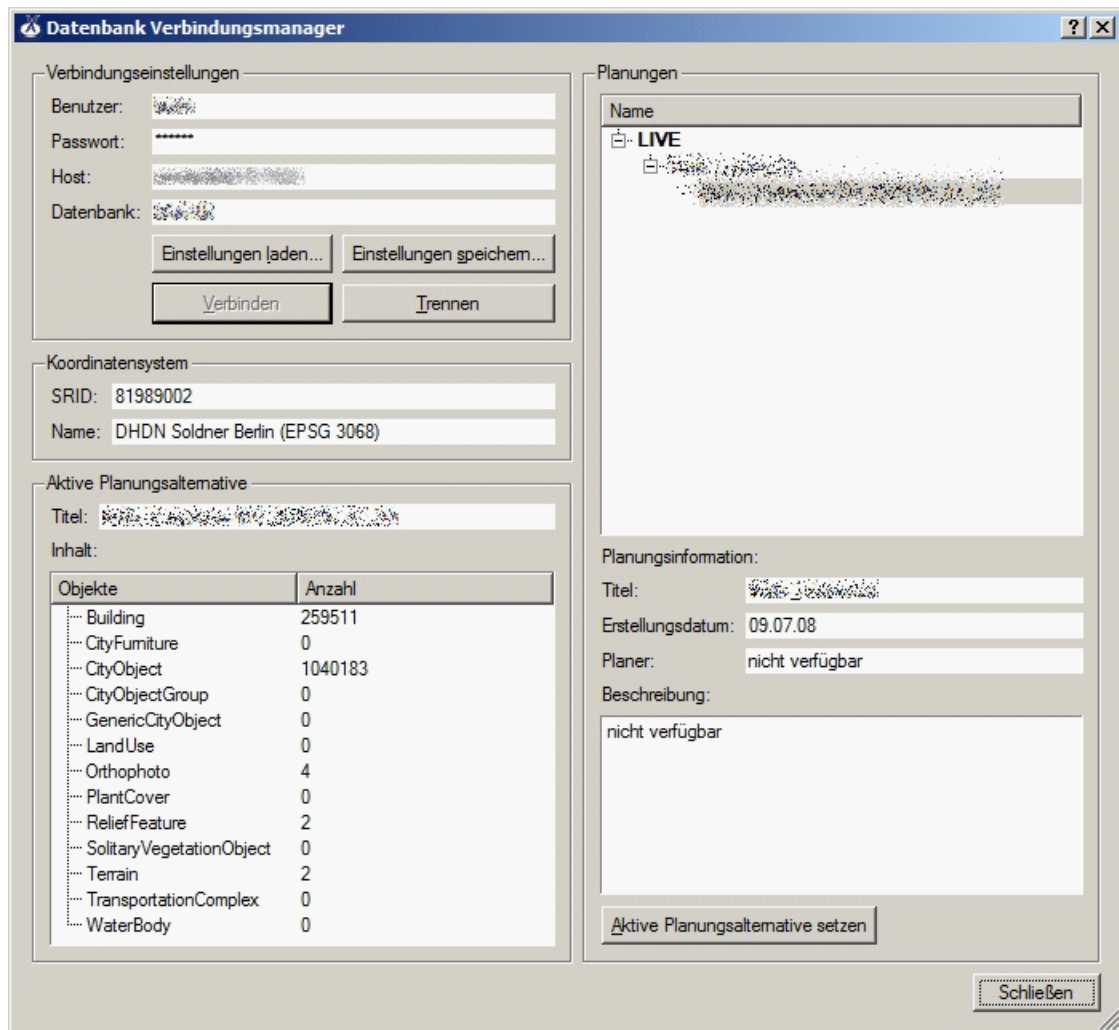 Datenbank Verbindungsmanager
Verbindungseinstellungen
Benutzer:
Passwort: ******
Host:
Datenbank:
Einstellungen laden... Einstellungen speichern...
Verbinden Trennen
Koordinatensystem
SRID: 81989002
Name: DHDN Soldner Berlin (EPSG 3068)
Aktive Planungsalternative
Titel:
Inhalt:
Objekte Anzahl
Building 259511
CityFurniture 0
CityObject 1040183
CityObjectGroup 0
GenericCityObject 0
LandUse 0
Orthophoto 4
PlantCover 0
ReliefFeature 2
SolitaryVegetationObject 0
Terrain 2
TransportationComplex 0
WaterBody 0
Planungen
Name
LIVE
Planungsinformation:
Titel:
Erstellungsdatum: 09.07.08
Planer: nicht verfügbar
Beschreibung:
nicht verfügbar
Aktive Planungsalternative setzen
Schließen